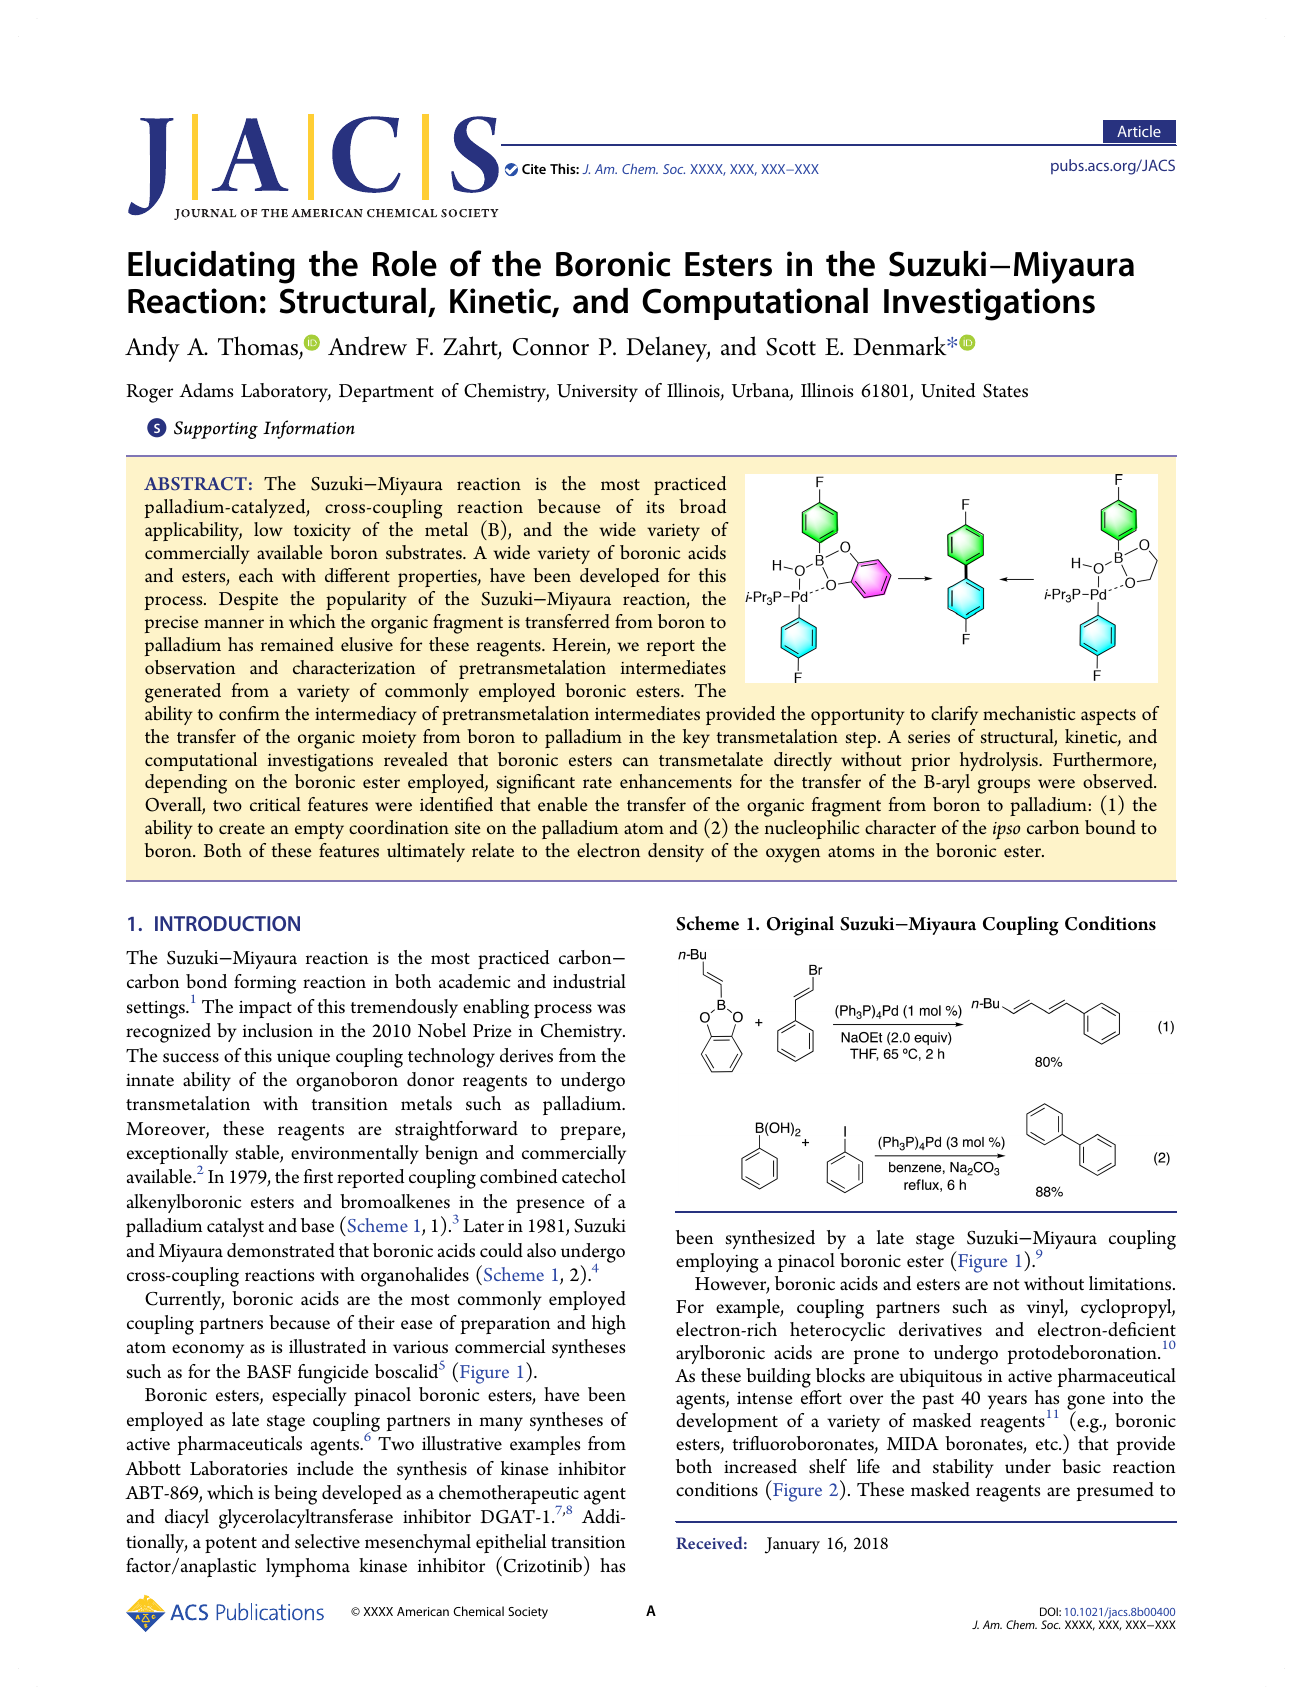 J|A|C|S
JOURNAL OF THE AMERICAN CHEMICAL SOCIETY
Article
Cite This: J. Am. Chem. Soc. XXXX, XXX, XXX−XXX
pubs.acs.org/JACS
Elucidating the Role of the Boronic Esters in the Suzuki−Miyaura
Reaction: Structural, Kinetic, and Computational Investigations
Andy A. Thomas, iD Andrew F. Zahrt, Connor P. Delaney, and Scott E. Denmark* iD
Roger Adams Laboratory, Department of Chemistry, University of Illinois, Urbana, Illinois 61801, United States
S Supporting Information
ABSTRACT: The Suzuki−Miyaura reaction is the most practiced
palladium-catalyzed, cross-coupling reaction because of its broad
applicability, low toxicity of the metal (B), and the wide variety of
commercially available boron substrates. A wide variety of boronic acids
and esters, each with different properties, have been developed for this
process. Despite the popularity of the Suzuki−Miyaura reaction, the
precise manner in which the organic fragment is transferred from boron to
palladium has remained elusive for these reagents. Herein, we report the
observation and characterization of pretransmetalation intermediates
generated from a variety of commonly employed boronic esters. The
ability to confirm the intermediacy of pretransmetalation intermediates provided the opportunity to clarify mechanistic aspects of
the transfer of the organic moiety from boron to palladium in the key transmetalation step. A series of structural, kinetic, and
computational investigations revealed that boronic esters can transmetalate directly without prior hydrolysis. Furthermore,
depending on the boronic ester employed, significant rate enhancements for the transfer of the B-aryl groups were observed.
Overall, two critical features were identified that enable the transfer of the organic fragment from boron to palladium: (1) the
ability to create an empty coordination site on the palladium atom and (2) the nucleophilic character of the ipso carbon bound to
boron. Both of these features ultimately relate to the electron density of the oxygen atoms in the boronic ester.
F
B
O
H
O
O
i-Pr3P
Pd
F
F
F
F
B
O
H
O
O
i-Pr3P
Pd
F
1. INTRODUCTION
The Suzuki−Miyaura reaction is the most practiced carbon−
carbon bond forming reaction in both academic and industrial
settings.1 The impact of this tremendously enabling process was
recognized by inclusion in the 2010 Nobel Prize in Chemistry.
The success of this unique coupling technology derives from the
innate ability of the organoboron donor reagents to undergo
transmetalation with transition metals such as palladium.
Moreover, these reagents are straightforward to prepare,
exceptionally stable, environmentally benign and commercially
available.2 In 1979, the first reported coupling combined catechol
alkenylboronic esters and bromoalkenes in the presence of a
palladium catalyst and base (Scheme 1, 1).3 Later in 1981, Suzuki
and Miyaura demonstrated that boronic acids could also undergo
cross-coupling reactions with organohalides (Scheme 1, 2).4
Currently, boronic acids are the most commonly employed
coupling partners because of their ease of preparation and high
atom economy as is illustrated in various commercial syntheses
such as for the BASF fungicide boscalid5 (Figure 1).
Boronic esters, especially pinacol boronic esters, have been
employed as late stage coupling partners in many syntheses of
active pharmaceuticals agents.6 Two illustrative examples from
Abbott Laboratories include the synthesis of kinase inhibitor
ABT-869, which is being developed as a chemotherapeutic agent
and diacyl glycerolacyltransferase inhibitor DGAT-1.7,8 Addi-
tionally, a potent and selective mesenchymal epithelial transition
factor/anaplastic lymphoma kinase inhibitor (Crizotinib) has
Scheme 1. Original Suzuki−Miyaura Coupling Conditions
n-Bu
B
O
O
+
Br
(Ph3P)4Pd (1 mol %)
NaOEt (2.0 equiv)
THF, 65 ºC, 2 h
n-Bu
80%
(1)
B(OH)2
+
I
(Ph3P)4Pd (3 mol %)
benzene, Na2CO3
reflux, 6 h
88%
(2)
been synthesized by a late stage Suzuki−Miyaura coupling
employing a pinacol boronic ester (Figure 1).9
However, boronic acids and esters are not without limitations.
For example, coupling partners such as vinyl, cyclopropyl,
electron-rich heterocyclic derivatives and electron-deficient
arylboronic acids are prone to undergo protodeboronation.10
As these building blocks are ubiquitous in active pharmaceutical
agents, intense effort over the past 40 years has gone into the
development of a variety of masked reagents11 (e.g., boronic
esters, trifluoroboronates, MIDA boronates, etc.) that provide
both increased shelf life and stability under basic reaction
conditions (Figure 2). These masked reagents are presumed to
Received: January 16, 2018
ACS Publications
© XXXX American Chemical Society
A
DOI: 10.1021/jacs.8b00400
J. Am. Chem. Soc. XXXX, XXX, XXX−XXX